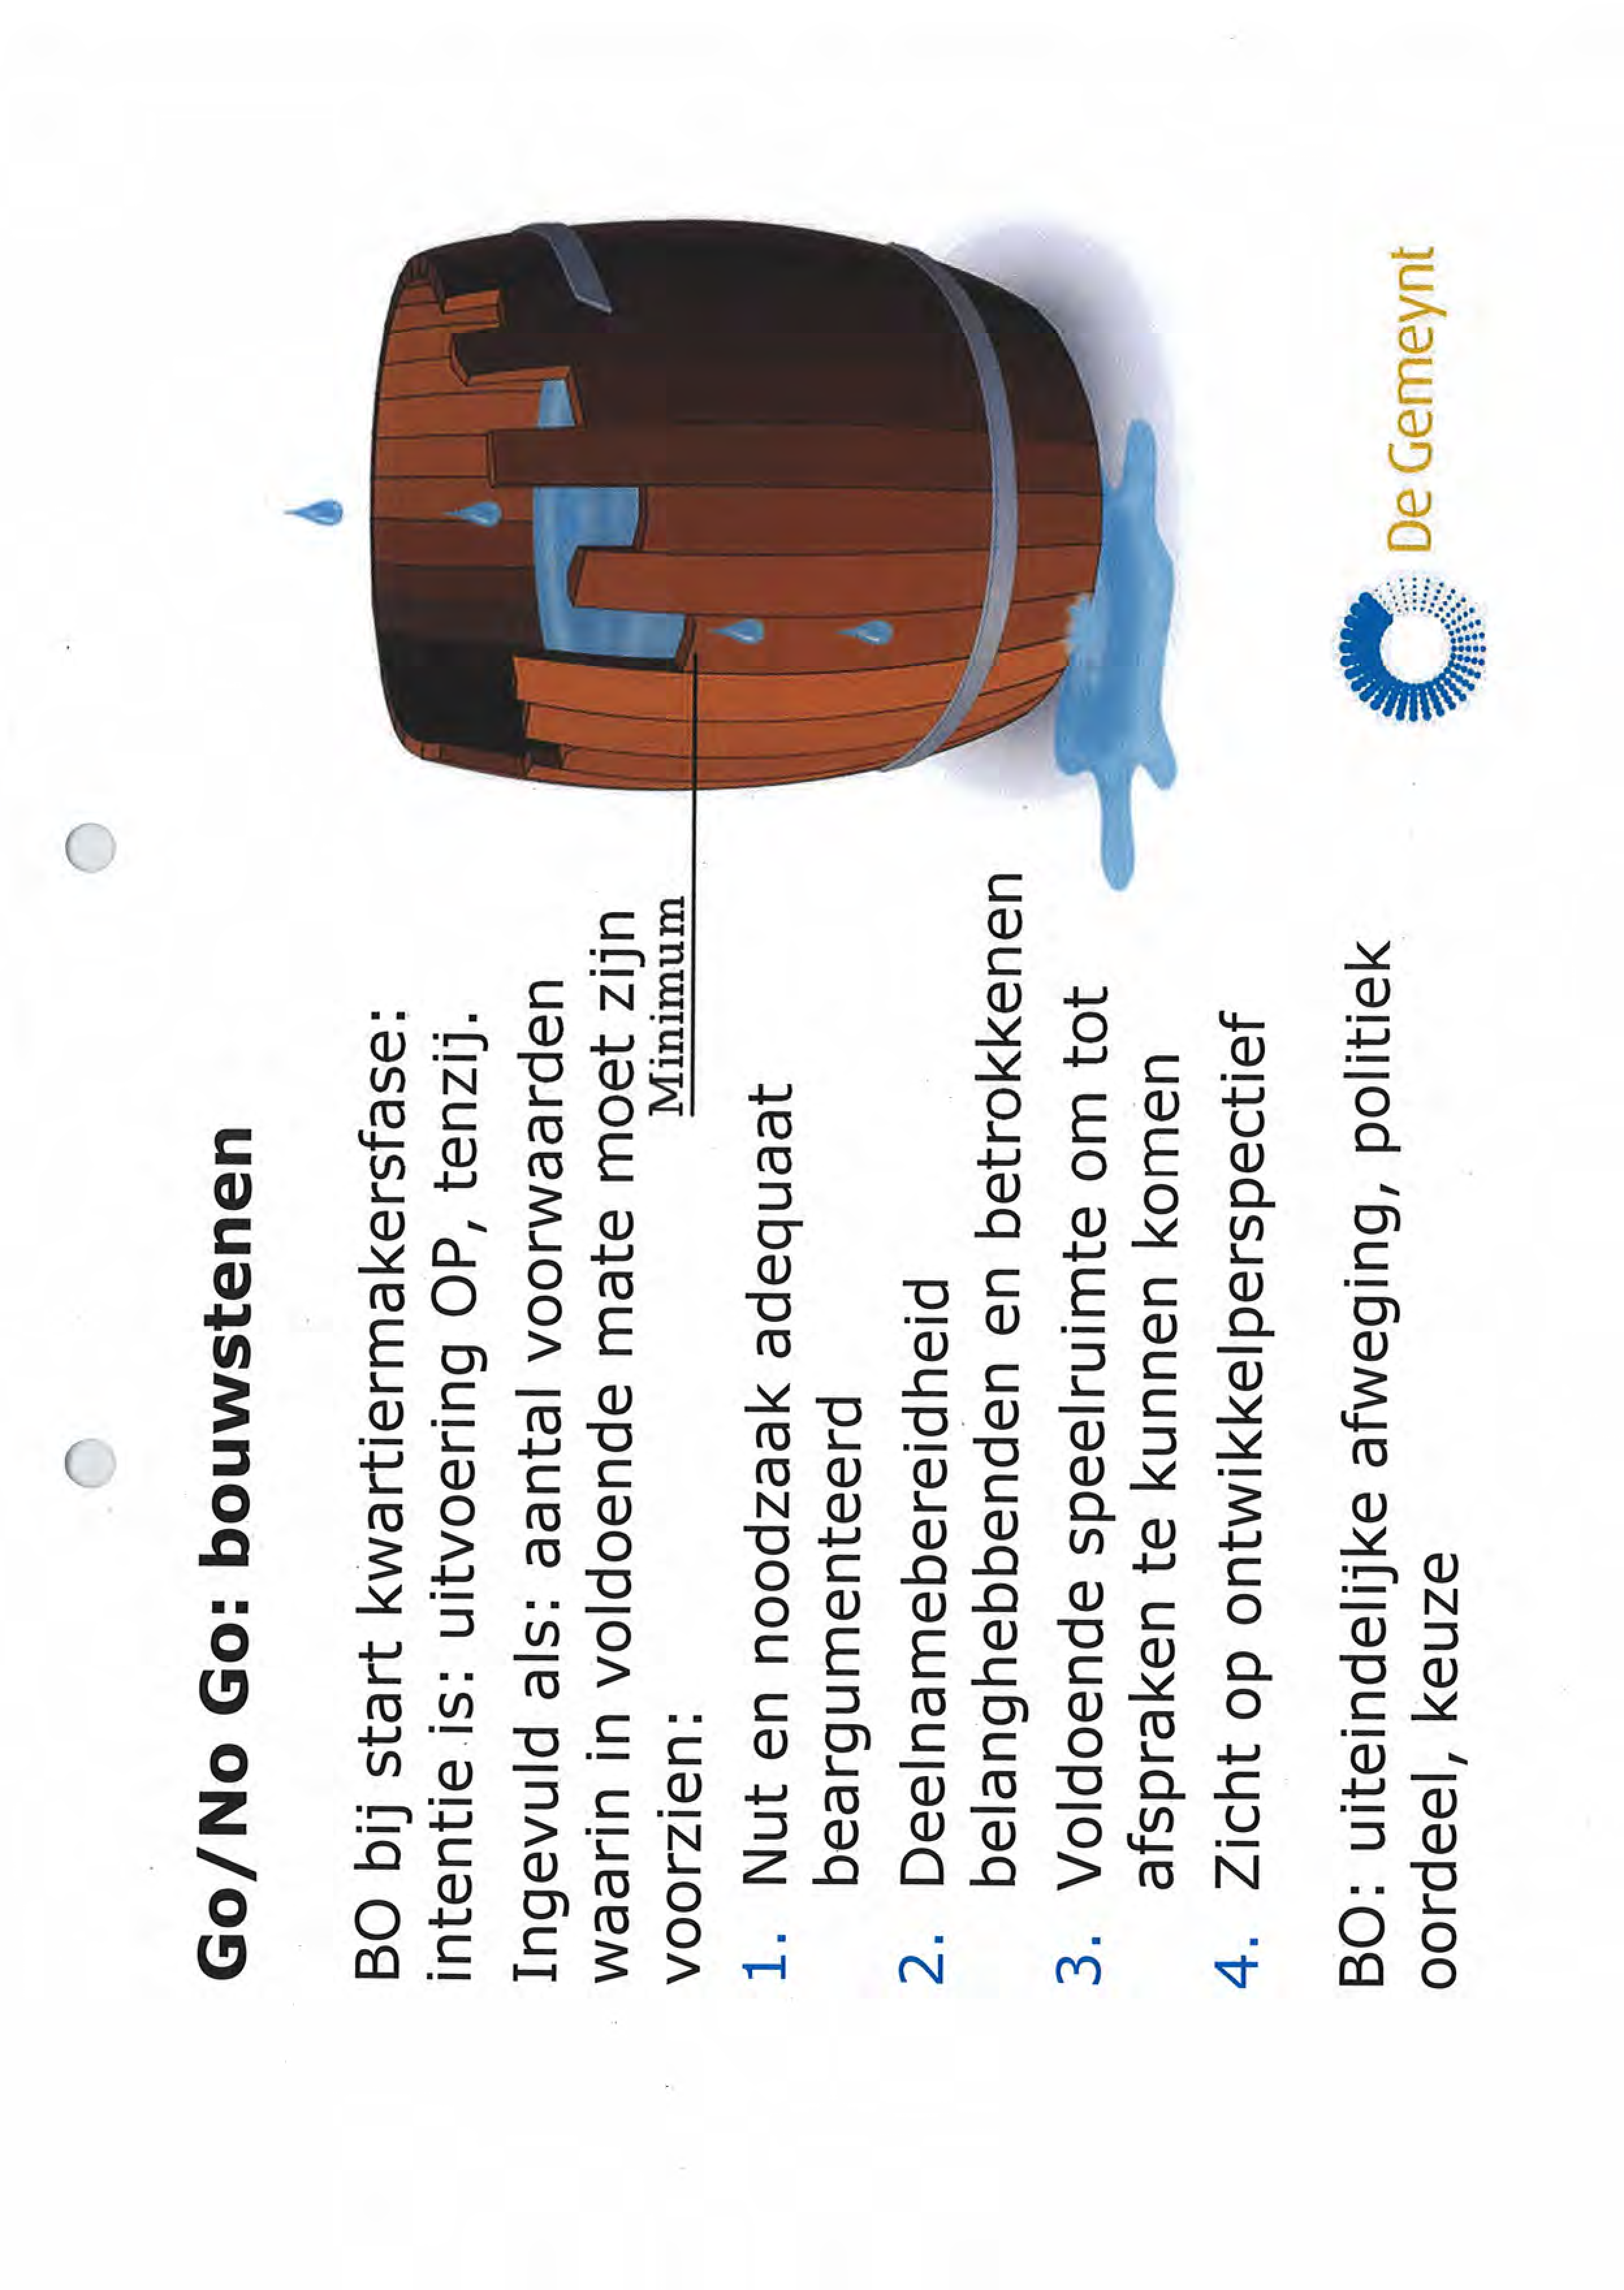 Go/No Go: bouwstenen
BO bij start kwartiermakersfase:
intentie is: uitvoering OP, tenzij.
Ingevuld als: aantal voorwaarden
waarin in voldoende mate moet zijn
voorzien:
Minimum
1. Nut en noodzaak adequaat
beargumenteerd
2. Deelnamebereidheid
belanghebbenden en betrokkenen
3. Voldoende speelruimte om tot
afspraken te kunnen komen
4. Zicht op ontwikkelperspectief
BO: uiteindelijke afweging, politiek
oordeel, keuze
De Gemeynt